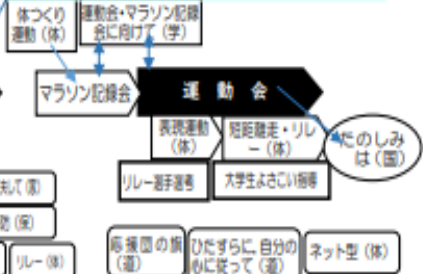 体つくり
運動（体）
運動会・マラソン記録
会に向けて（学）
マラソン記録会
運動会
表現運動
（体）
短距離走・リレ
ー（体）
たのしみ
は（国）
リレー選手選考
大学生よさこい指導
リレー（体）
応援団の旗
（道）
ひたすらに、自分の
心に従って（道）
ネット型（体）